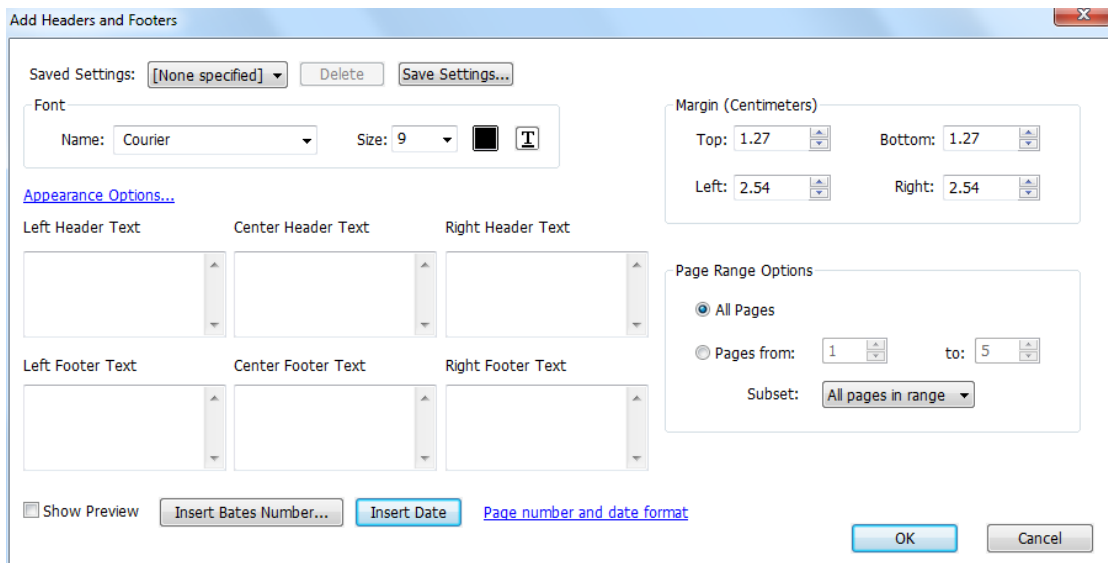 Add Headers and Footers
Saved Settings: [None specified] Delete Save Settings...
Font
Name: Courier Size: 9 T
Margin (Centimeters)
Top: 1.27 Bottom: 1.27
Left: 2.54 Right: 2.54
Appearance Options...
Left Header Text Center Header Text Right Header Text
Page Range Options
All Pages
Pages from: 1 to: 5
Subset: All pages in range
Left Footer Text Center Footer Text Right Footer Text
Show Preview Insert Bates Number... Insert Date Page number and date format
OK Cancel